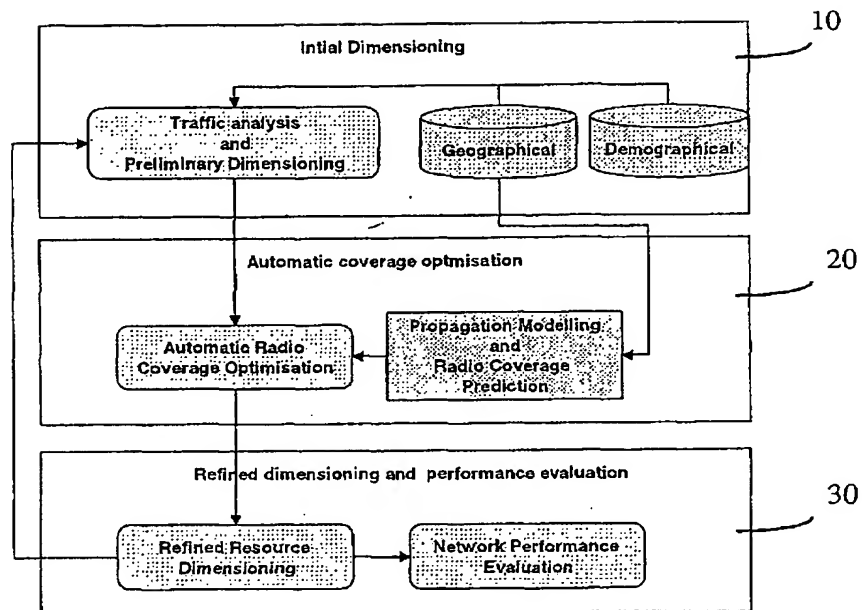 Intial Dimensioning
10
Traffic analysis
and
Preliminary Dimensioning
Geographical
Demographical
Automatic coverage optmisation
20
Automatic Radio
Coverage Optimisation
Propagation Modelling
and
Radio Coverage
Prediction
Refined dimensioning and performance evaluation
30
Refined Resource
Dimensioning
Network Performance
Evaluation